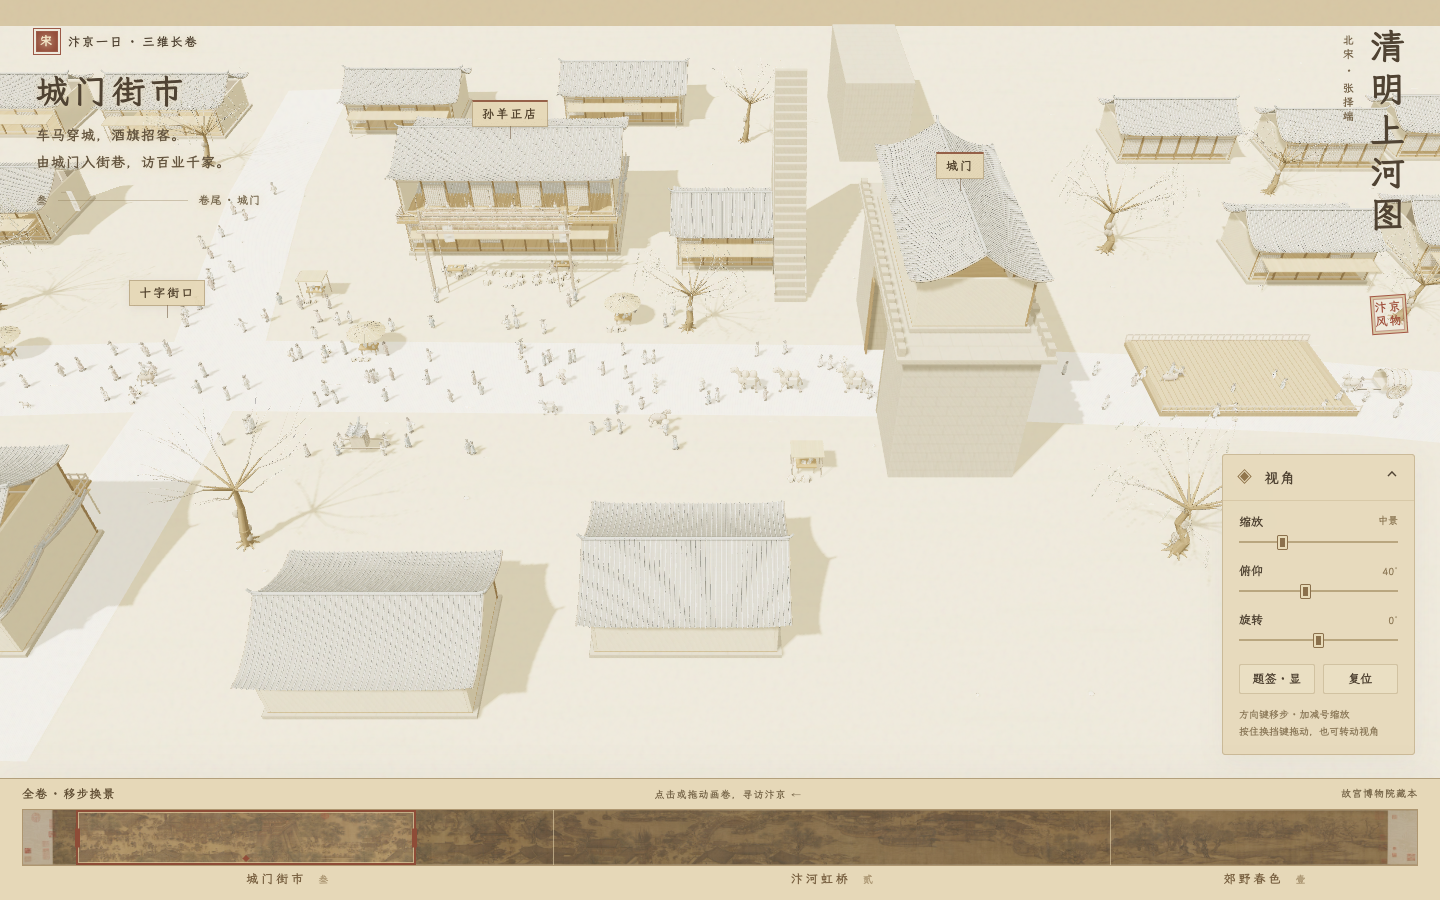 宋
汴京一日·三维长卷
城门街市
车马穿城，酒旗招客。
由城门入街巷，访百业千家。
叁
卷尾·城门
孙羊正店
城门
十字街口
清明上河图
北宋·张择端
汴京
风物
视角
缩放 中景
俯仰 40°
旋转 0°
题签·显 复位
方向键移步·加减号缩放
按住换挡键拖动，也可转动视角
全卷·移步换景
点击或拖动画卷，寻访汴京 ←
故宫博物院藏本
城门街市 叁
汴河虹桥 贰
郊野春色 壹